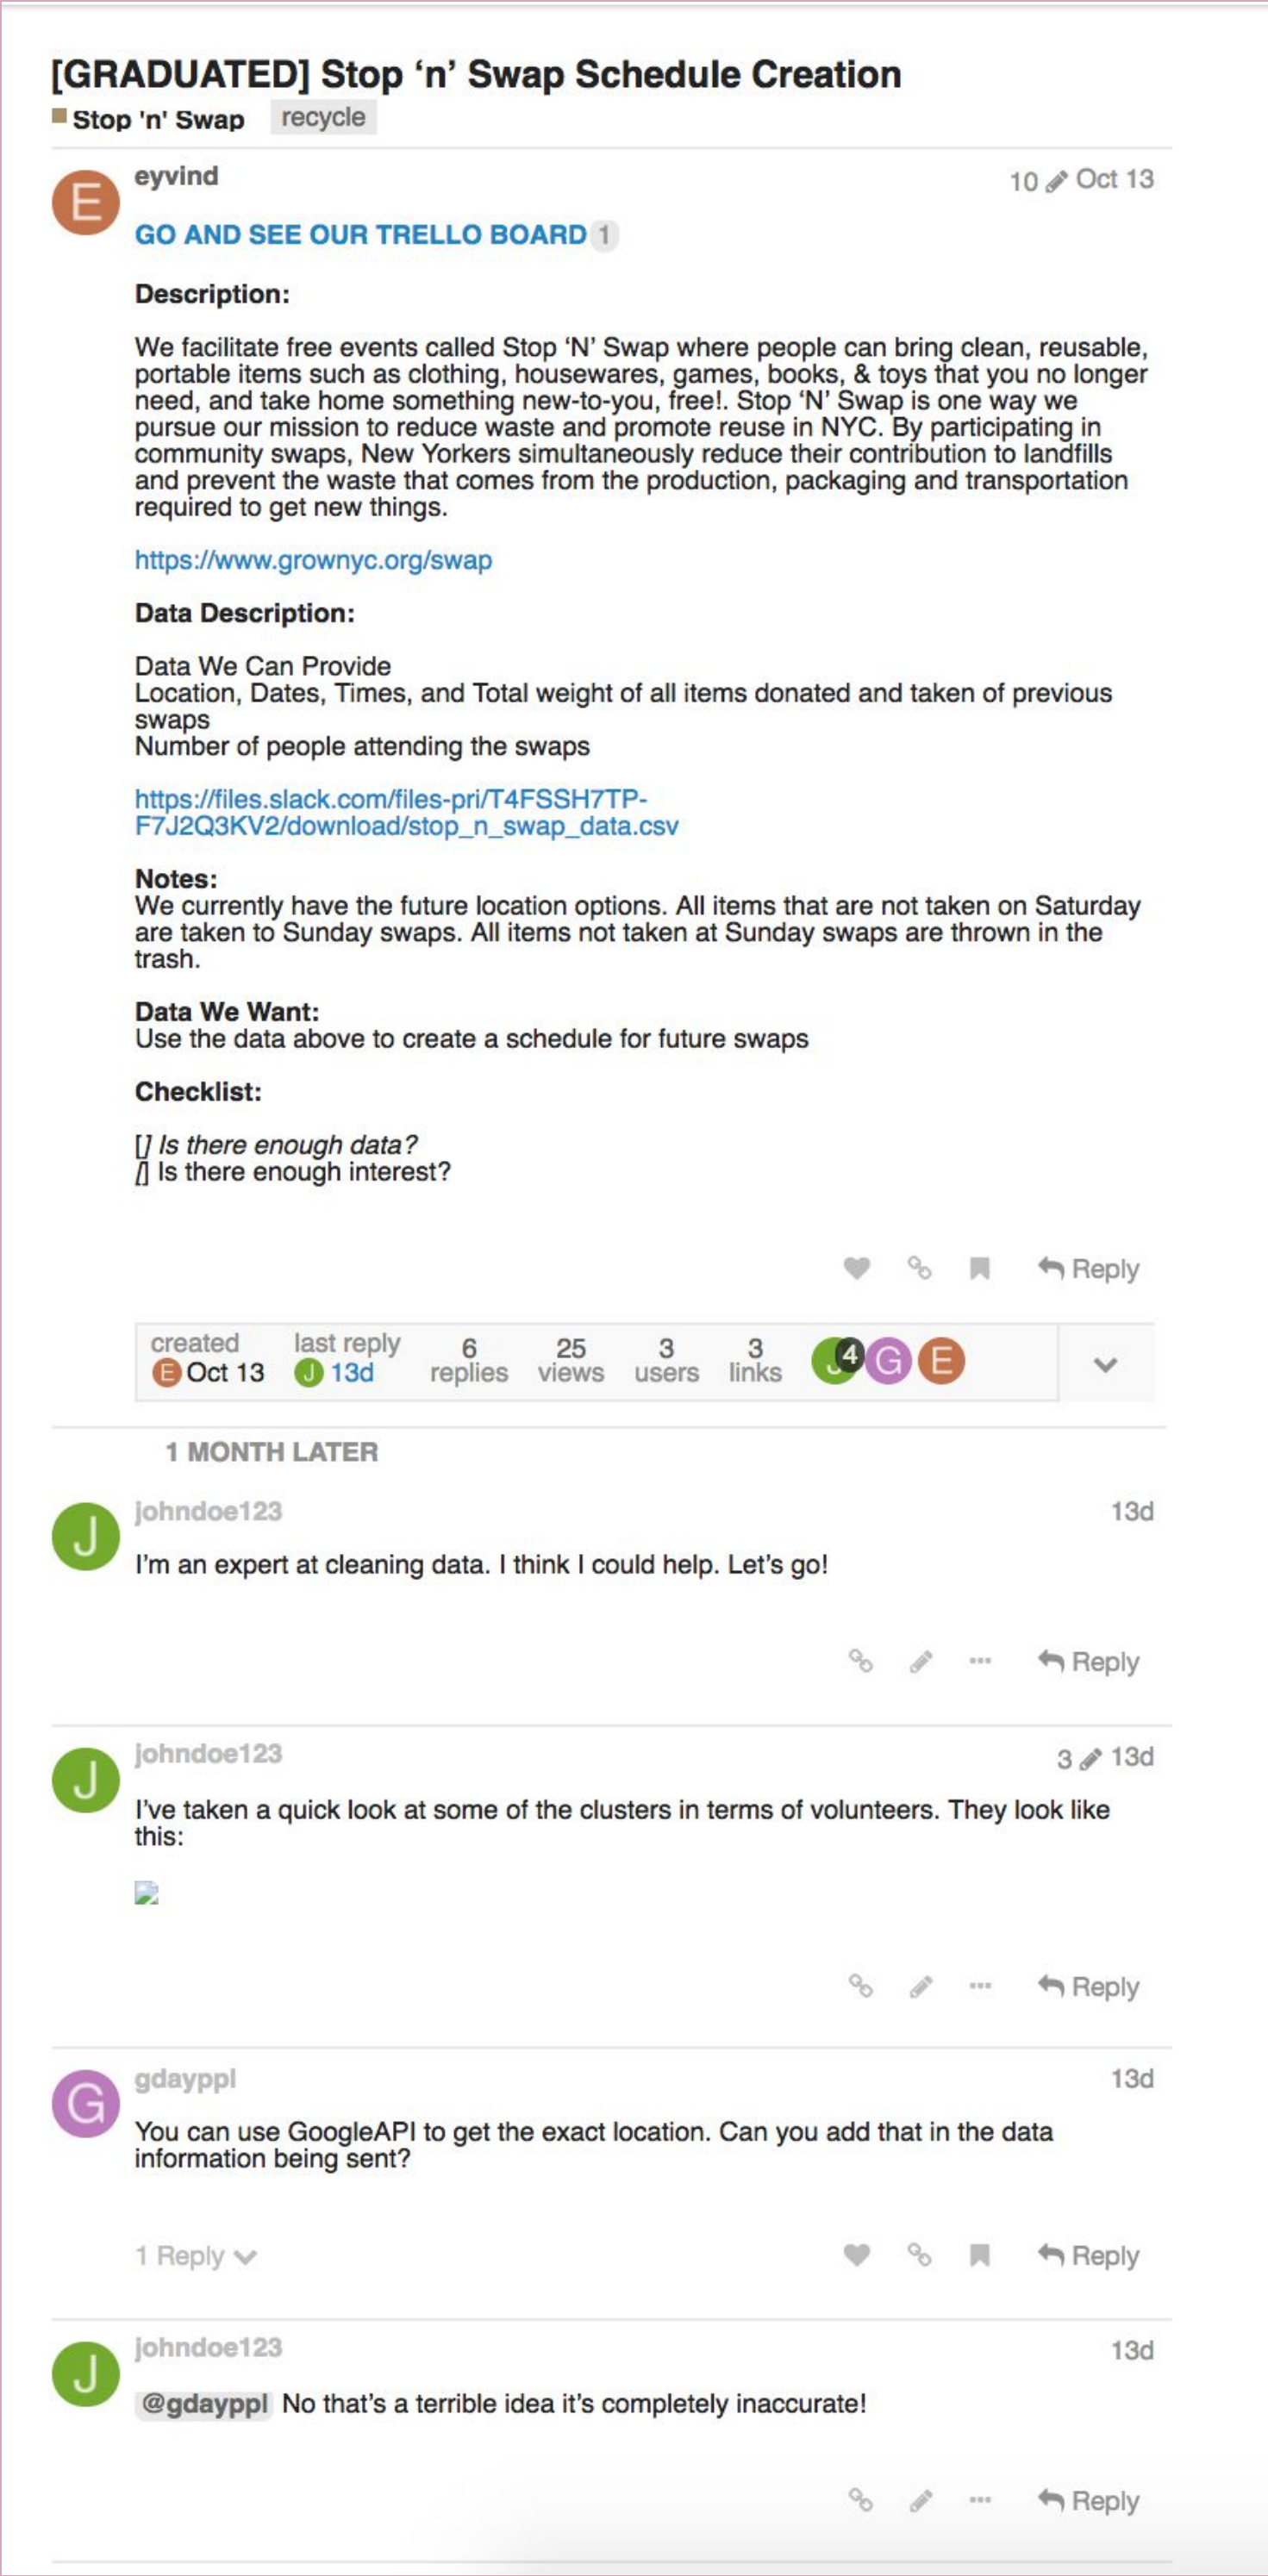 [GRADUATED] Stop ‘n’ Swap Schedule Creation
Stop 'n' Swap recycle
E eyvind 10 Oct 13
GO AND SEE OUR TRELLO BOARD 1
Description:
We facilitate free events called Stop ‘N’ Swap where people can bring clean, reusable,
portable items such as clothing, housewares, games, books, & toys that you no longer
need, and take home something new-to-you, free!. Stop ‘N’ Swap is one way we
pursue our mission to reduce waste and promote reuse in NYC. By participating in
community swaps, New Yorkers simultaneously reduce their contribution to landfills
and prevent the waste that comes from the production, packaging and transportation
required to get new things.
https://www.grownyc.org/swap
Data Description:
Data We Can Provide
Location, Dates, Times, and Total weight of all items donated and taken of previous
swaps
Number of people attending the swaps
https://files.slack.com/files-pri/T4FSSH7TP-
F7J2Q3KV2/download/stop_n_swap_data.csv
Notes:
We currently have the future location options. All items that are not taken on Saturday
are taken to Sunday swaps. All items not taken at Sunday swaps are thrown in the
trash.
Data We Want:
Use the data above to create a schedule for future swaps
Checklist:
[] Is there enough data?
[] Is there enough interest?
Reply
created last reply 6 25 3 3 J 4 G E
E Oct 13 J 13d replies views users links
1 MONTH LATER
J johndoe123 13d
I’m an expert at cleaning data. I think I could help. Let’s go!
Reply
J johndoe123 3 13d
I’ve taken a quick look at some of the clusters in terms of volunteers. They look like
this:
Reply
G gdayppl 13d
You can use GoogleAPI to get the exact location. Can you add that in the data
information being sent?
1 Reply Reply
J johndoe123 13d
@gdayppl No that’s a terrible idea it’s completely inaccurate!
Reply